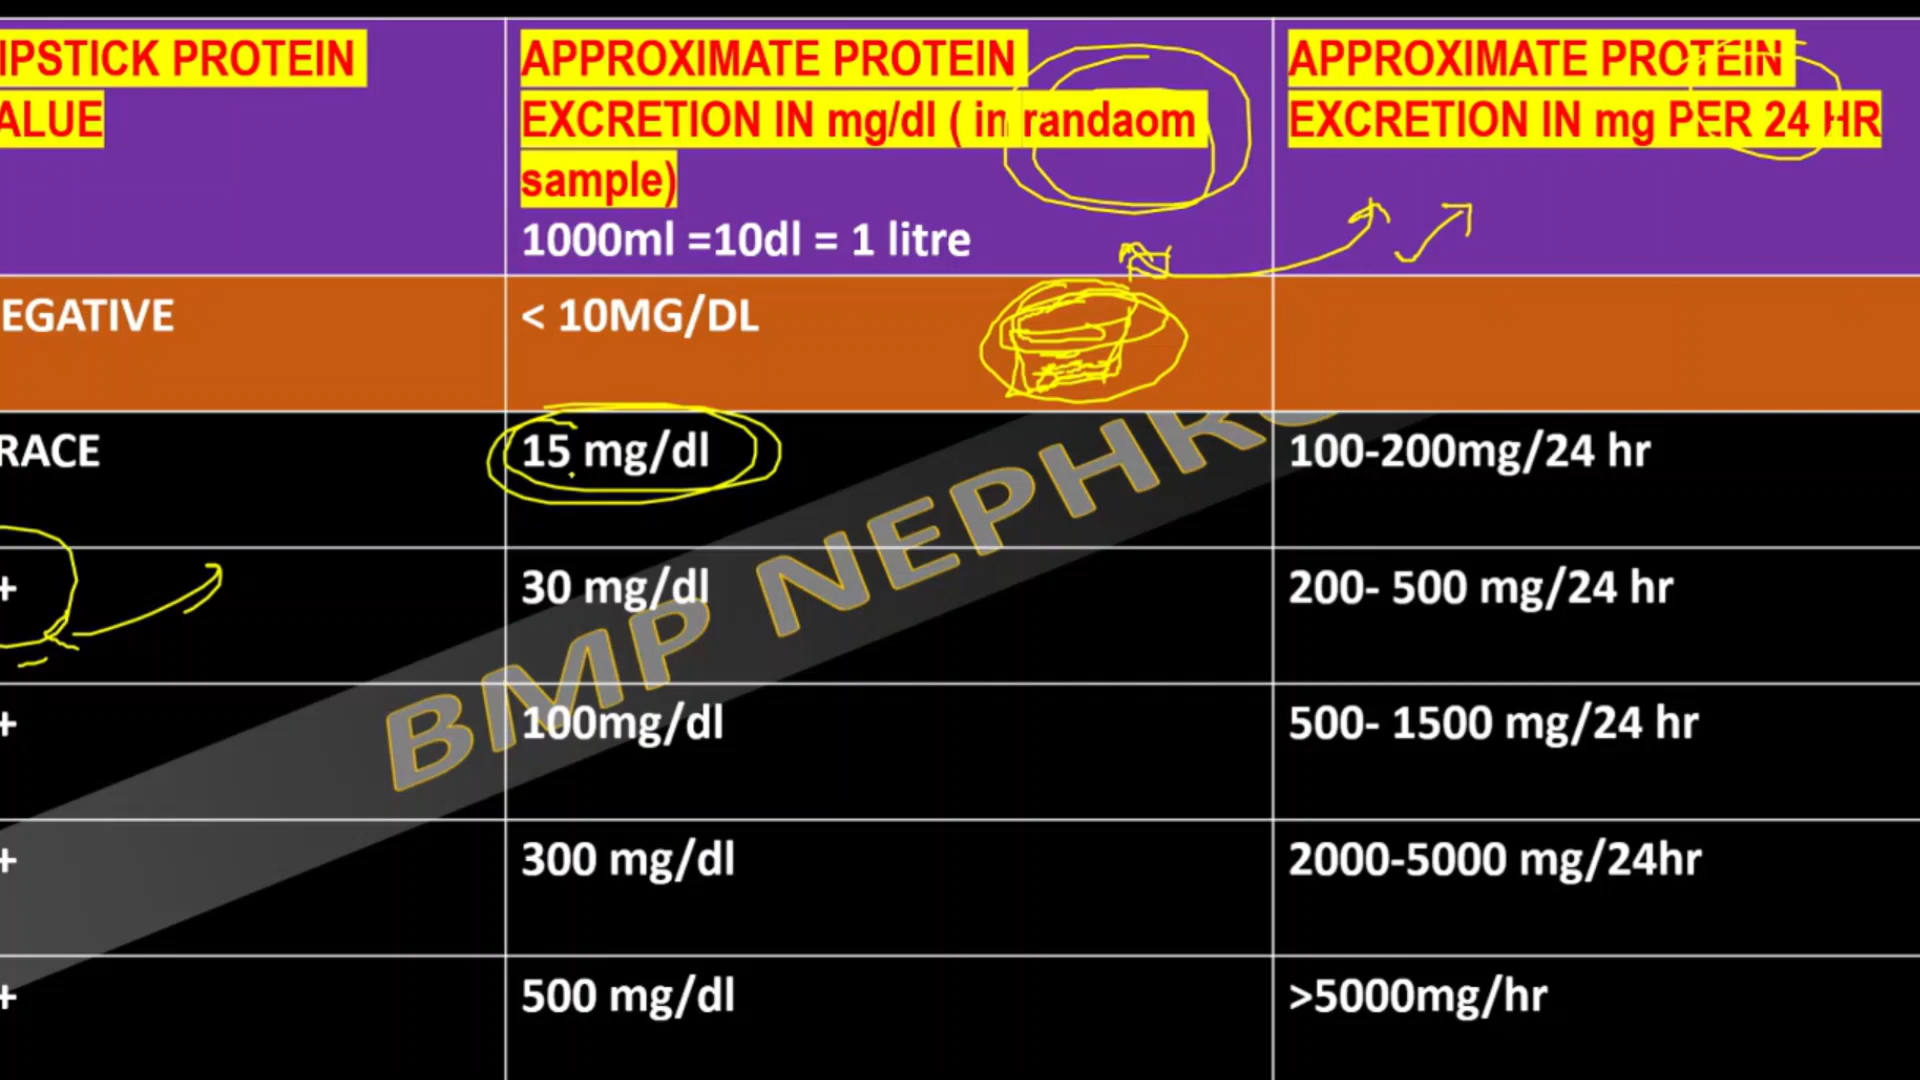 IPSTICK PROTEIN
ALUE
APPROXIMATE PROTEIN
EXCRETION IN mg/dl ( in randaom
sample)
1000ml =10dl = 1 litre
APPROXIMATE PROTEIN
EXCRETION IN mg PER 24 HR
EGATIVE
< 10MG/DL
RACE
15 mg/dl
100-200mg/24 hr
+
30 mg/dl
200- 500 mg/24 hr
+
100mg/dl
500- 1500 mg/24 hr
+
300 mg/dl
2000-5000 mg/24hr
+
500 mg/dl
>5000mg/hr
BMP NEPHRO